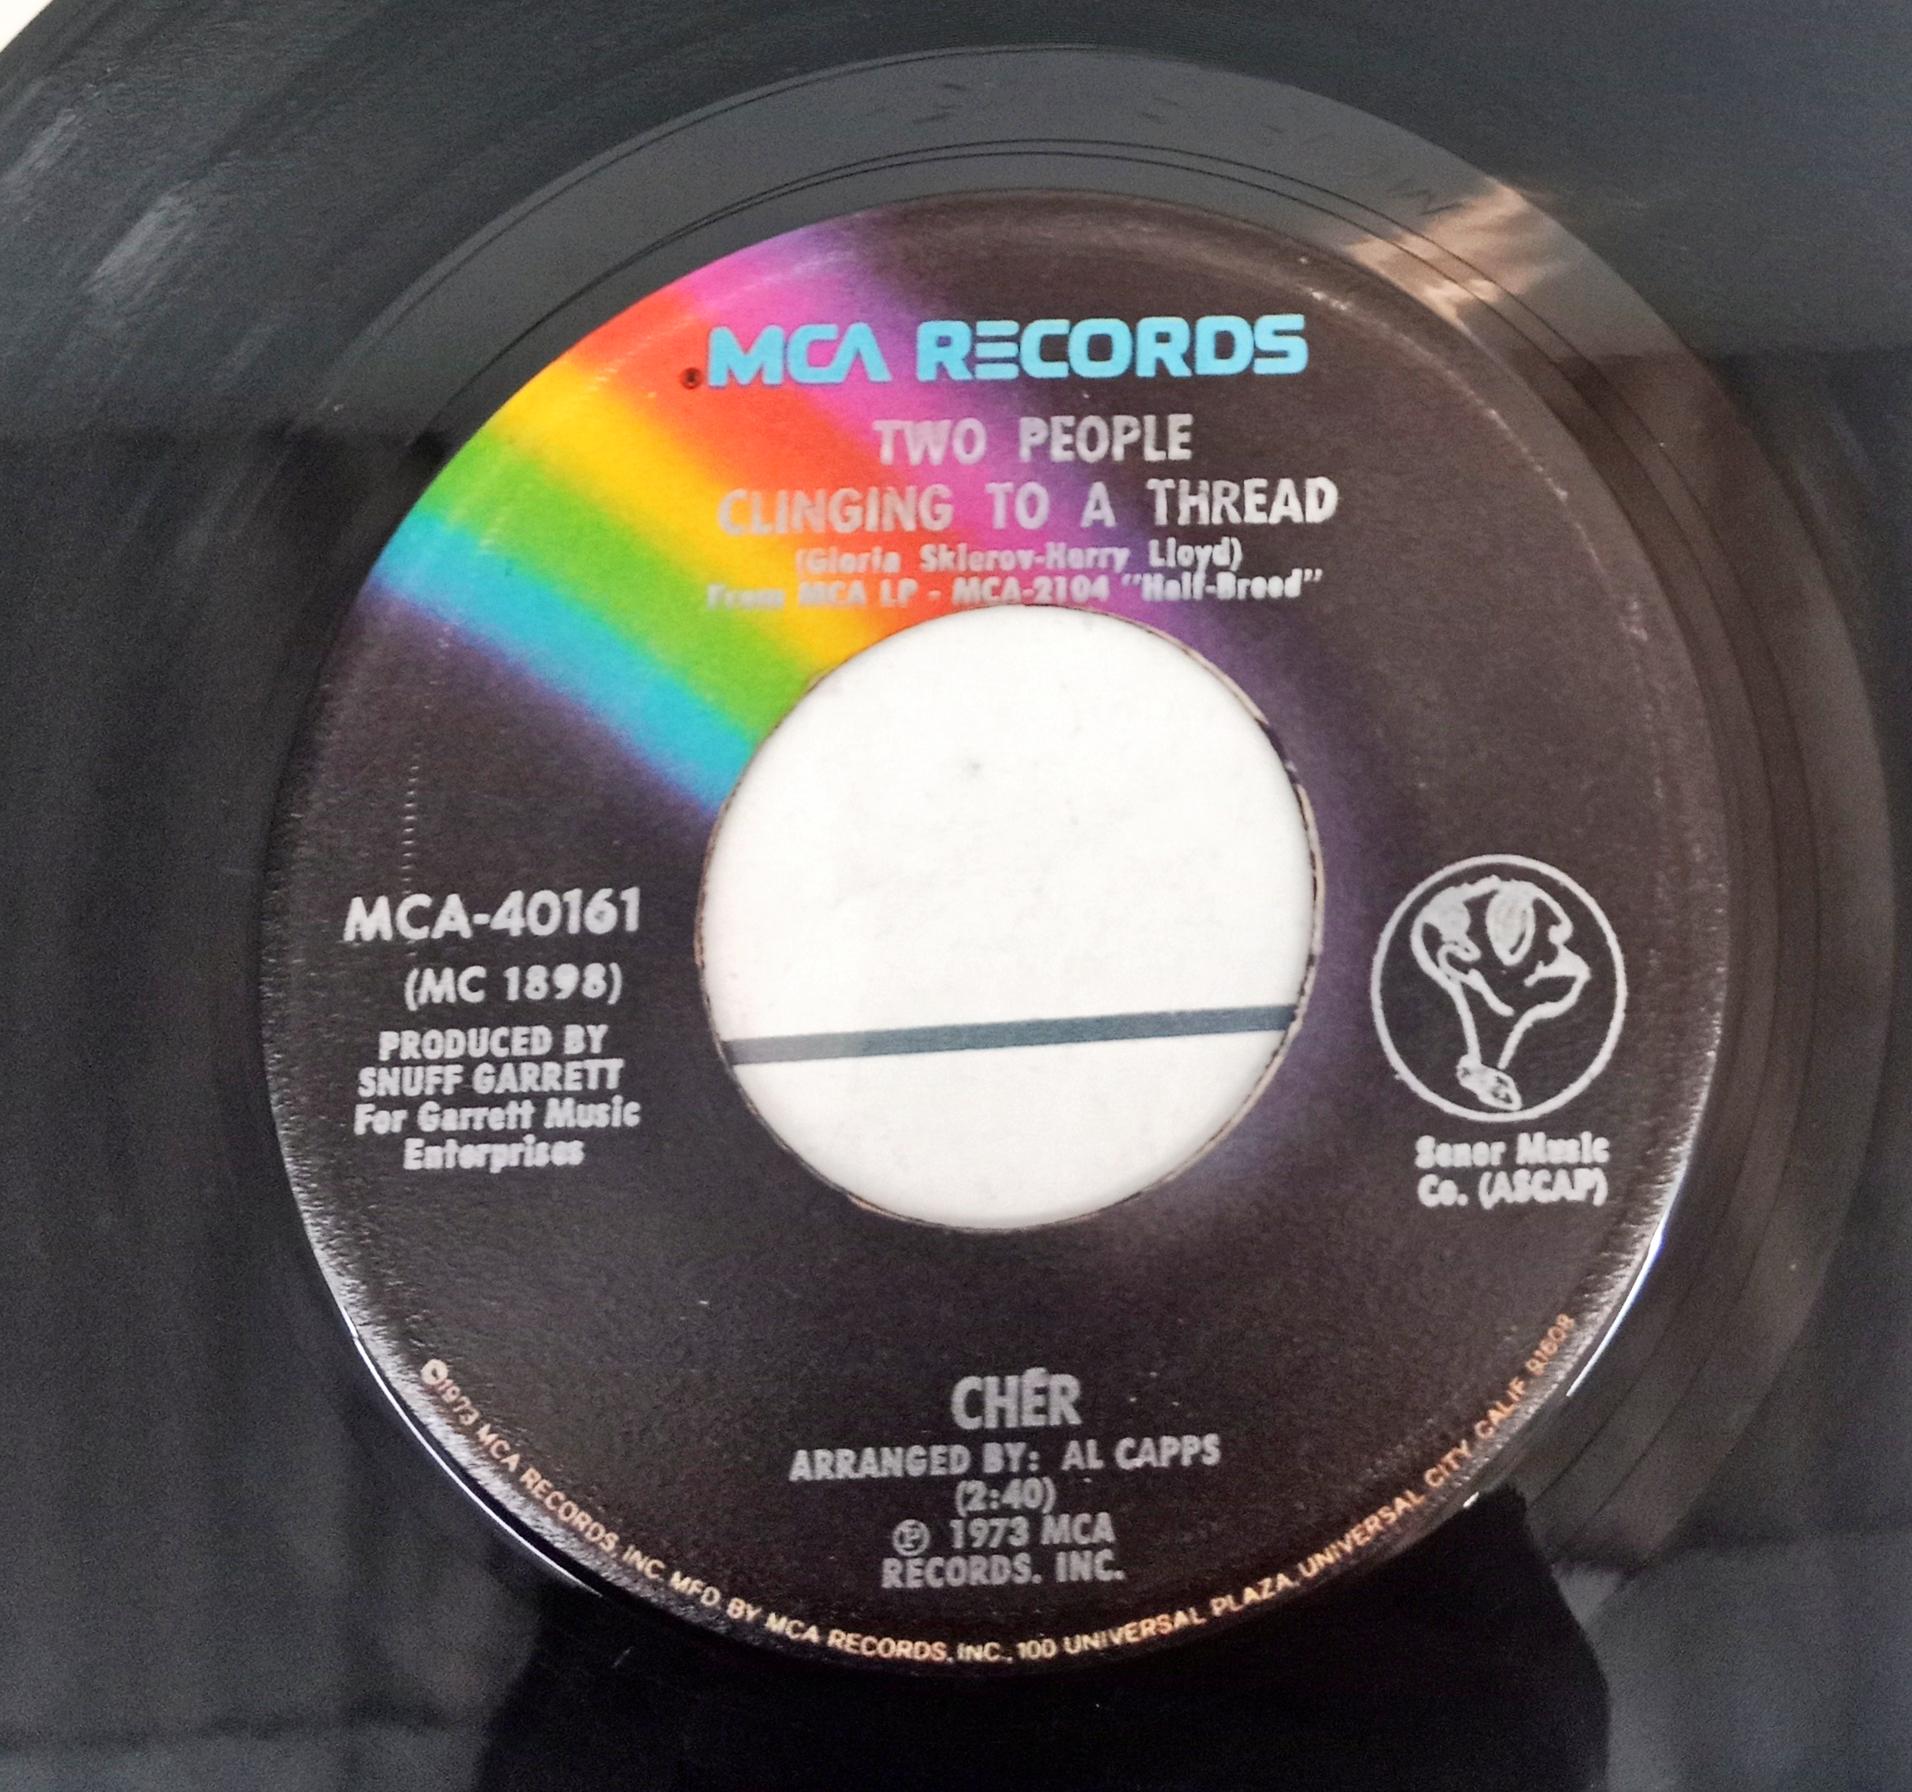 MCA RECORDS
TWO PEOPLE
CLINGING TO A THREAD
(Gloria Sklerov-Harry Lloyd)
From MCA LP - MCA-2104 "Half-Breed"
MCA-40161
(MC 1898)
PRODUCED BY
SNUFF GARRETT
For Garrett Music
Enterprises
Senor Music
Co. (ASCAP)
CHÉR
ARRANGED BY: AL CAPPS
(2:40)
℗ 1973 MCA
RECORDS. INC.
©1973 MCA RECORDS, INC. MFD. BY MCA RECORDS, INC., 100 UNIVERSAL PLAZA, UNIVERSAL CITY, CALIF. 91608